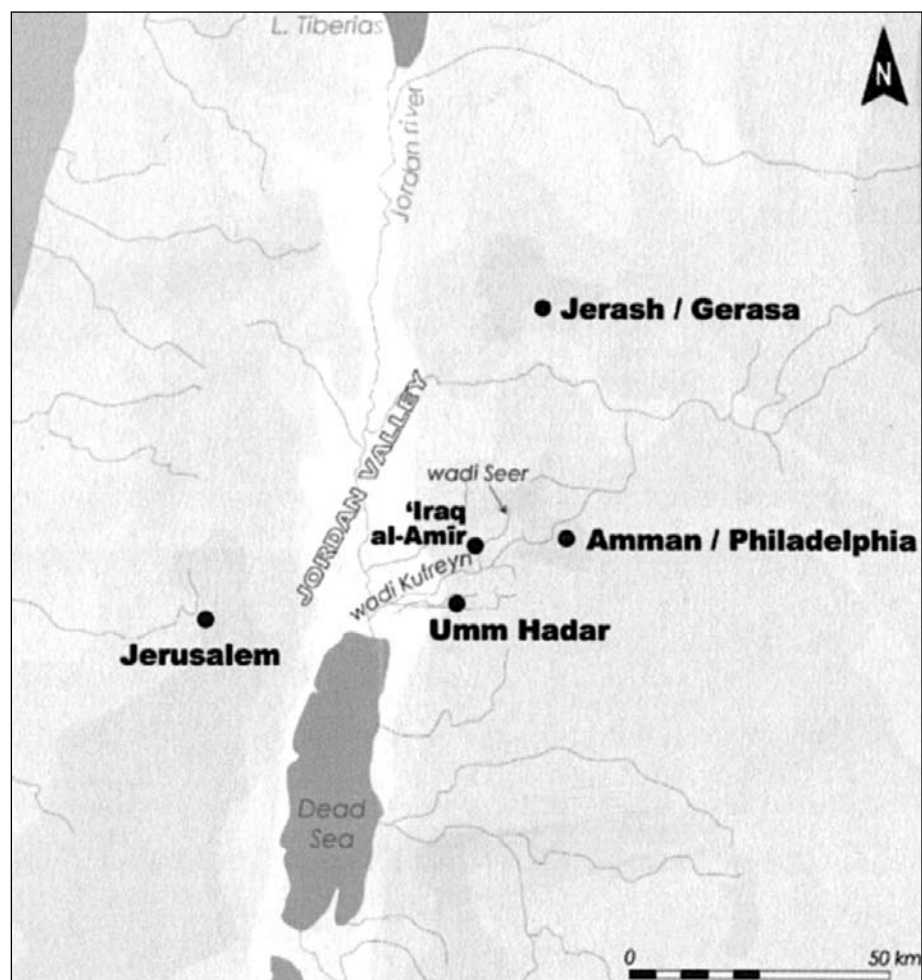 L. Tiberias
N
Jordan river
Jerash / Gerasa
JORDAN VALLEY
wadi Seer
‘Iraq
al-Amīr
Amman / Philadelphia
wadi Kufreyn
Umm Hadar
Jerusalem
Dead
Sea
0 50 km